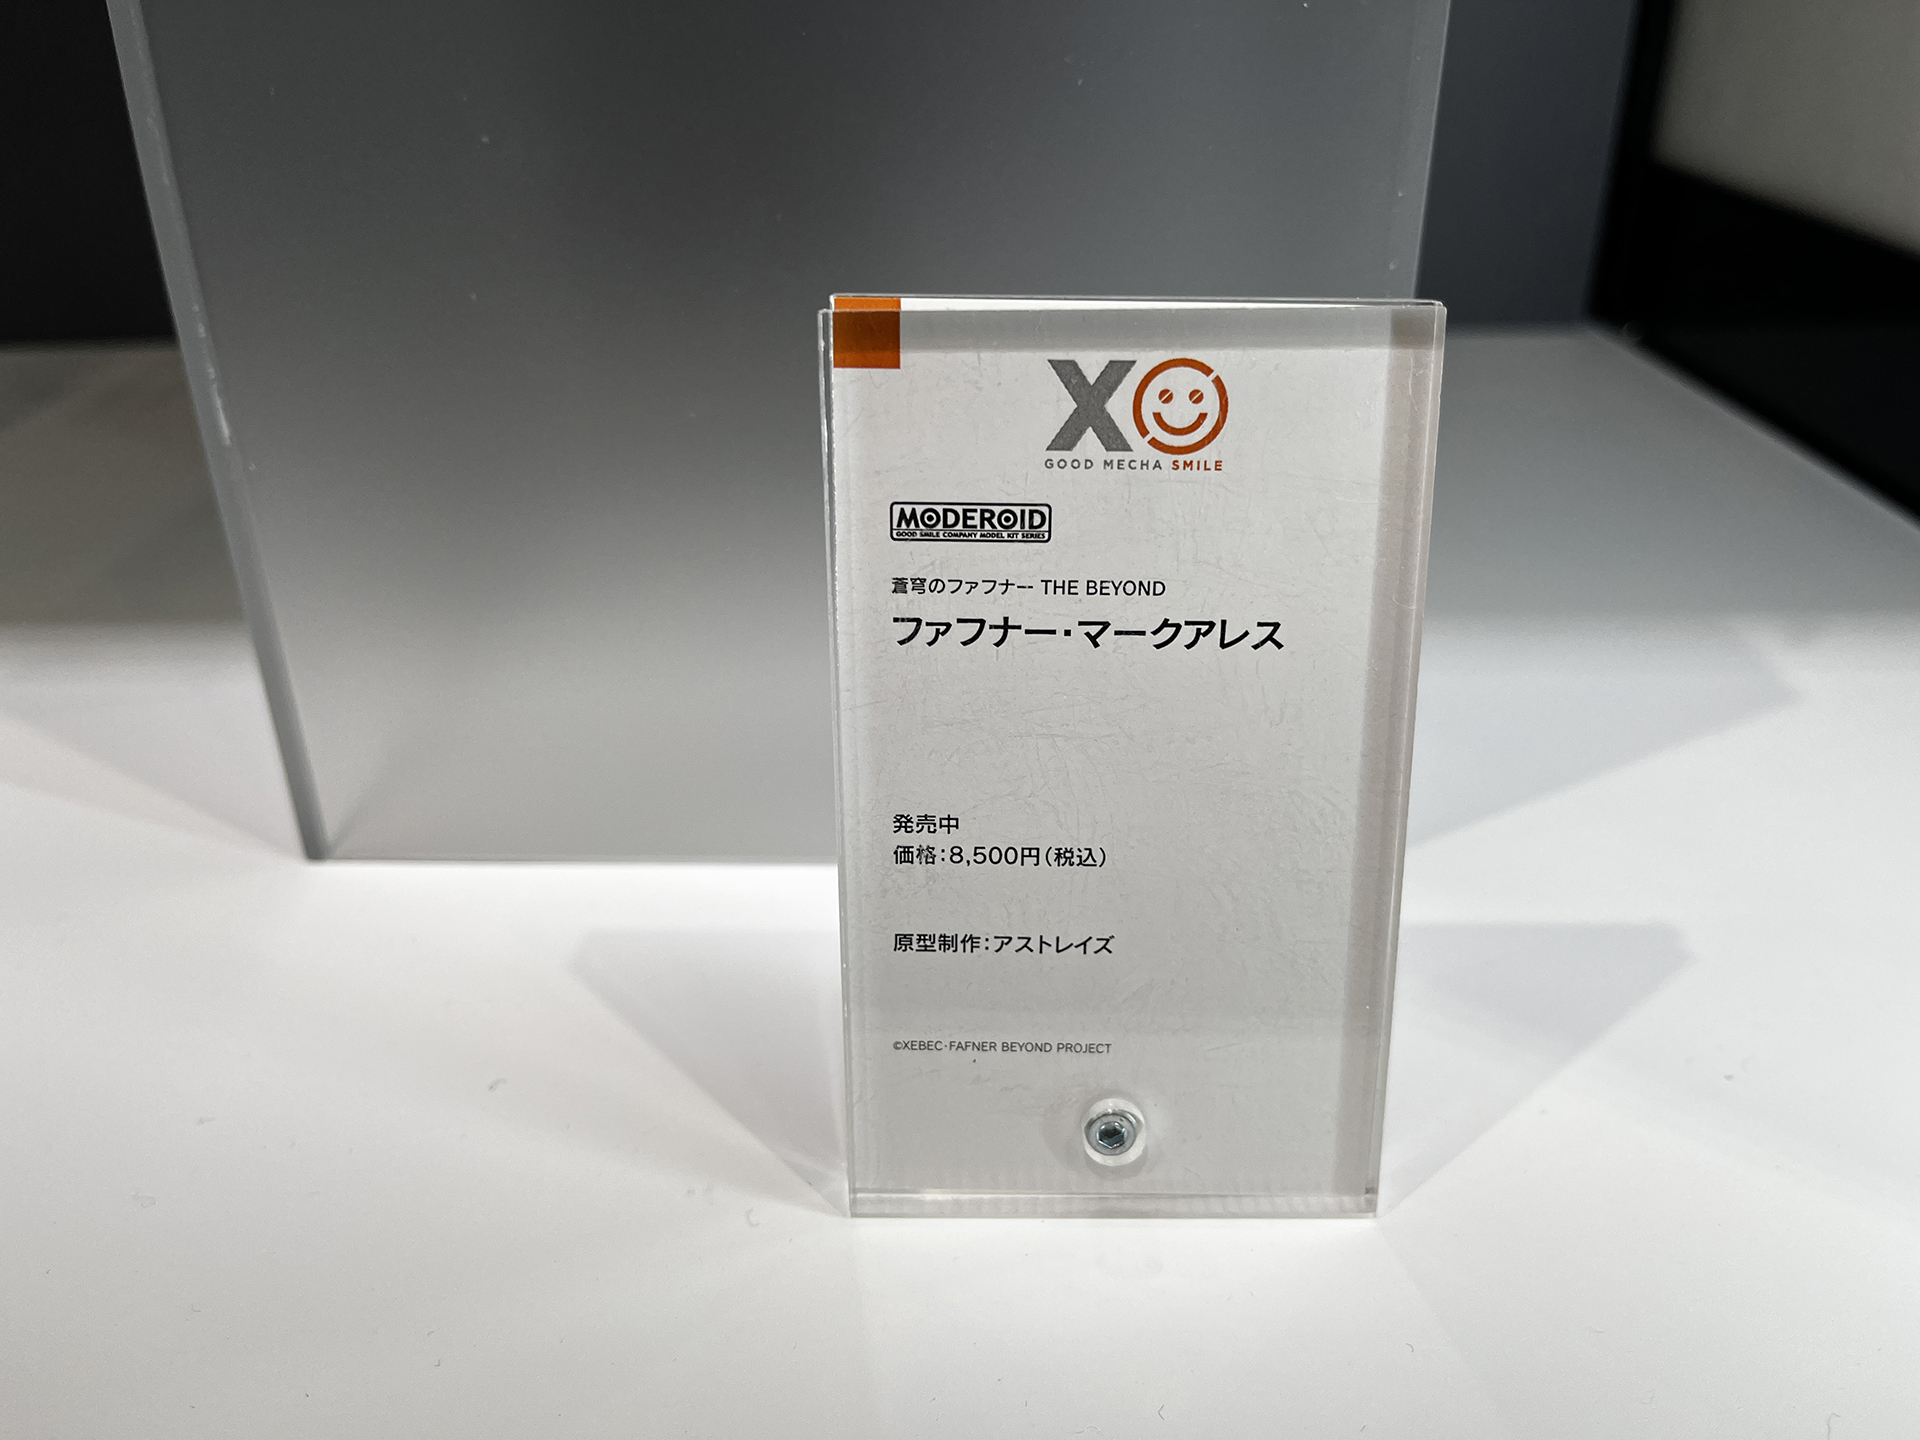 XO
GOOD MECHA SMILE
MODEROID
GOOD SMILE COMPANY MODEL KIT SERIES
蒼穹のファフナー THE BEYOND
ファフナー・マークアレス
発売中
価格：8,500円（税込）
原型制作：アストレイズ
©XEBEC・FAFNER BEYOND PROJECT